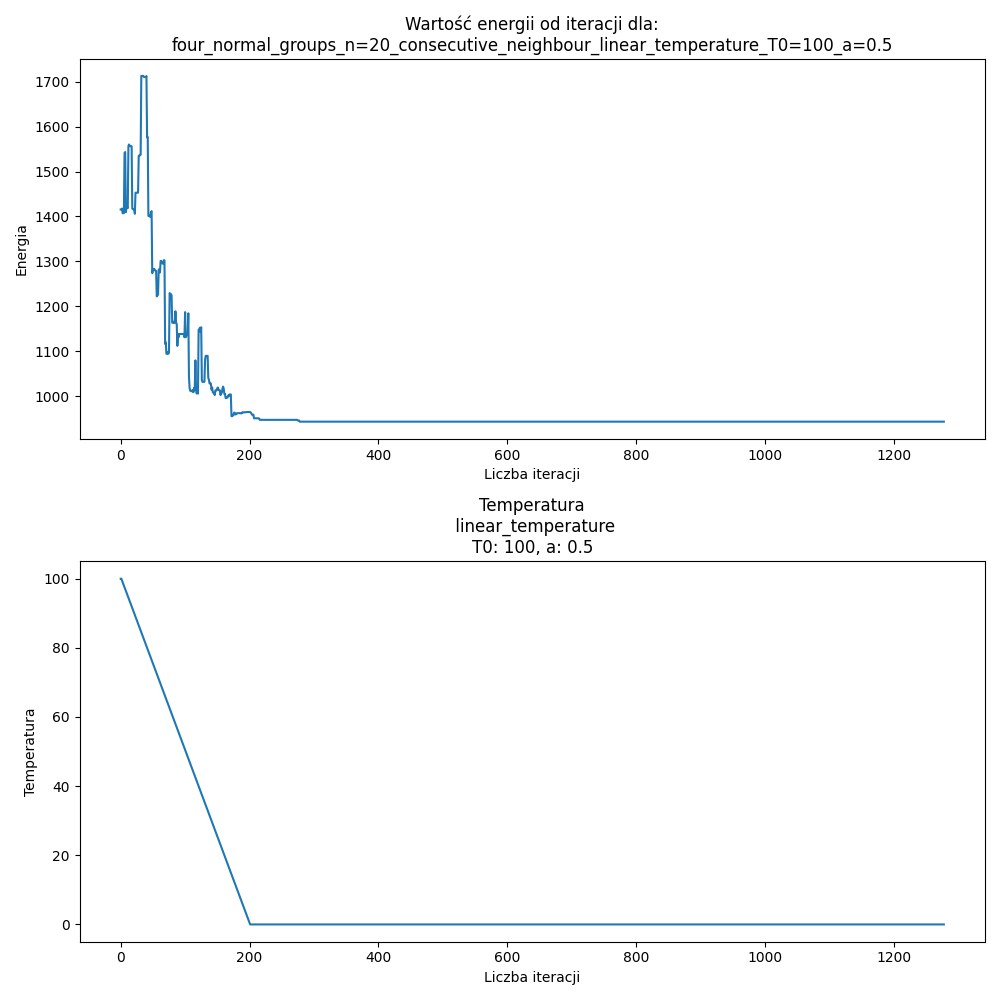 Wartość energii od iteracji dla:
four_normal_groups_n=20_consecutive_neighbour_linear_temperature_T0=100_a=0.5
1700
1600
1500
1400
1300
1200
1100
1000
Energia
0 200 400 600 800 1000 1200
Liczba iteracji
Temperatura
linear_temperature
T0: 100, a: 0.5
100
80
60
40
20
0
Temperatura
0 200 400 600 800 1000 1200
Liczba iteracji